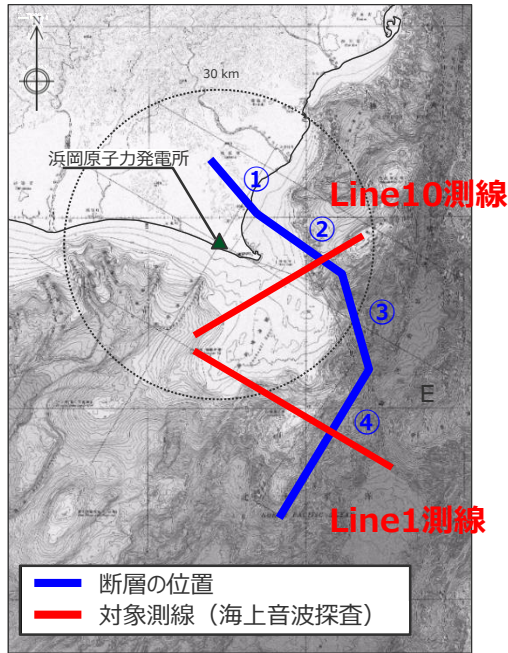 N
30 km
浜岡原子力発電所
①
Line10測線
②
③
E
④
Line1測線
断層の位置
対象測線（海上音波探査）